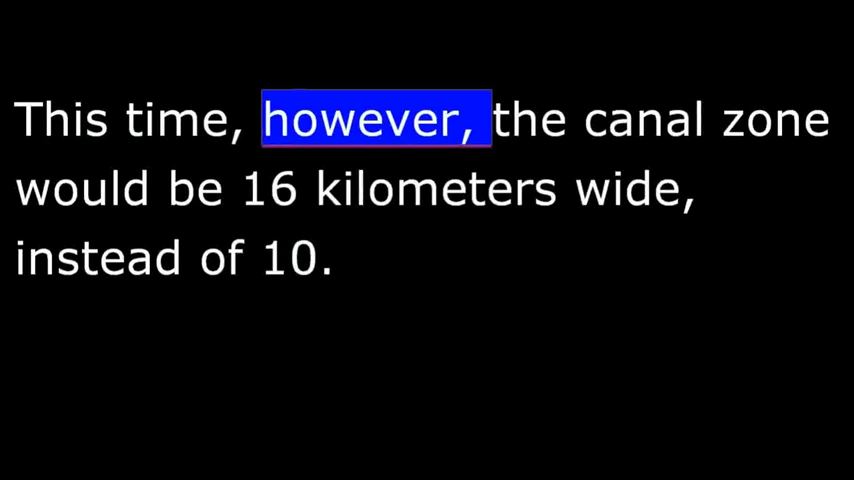 This time, however, the canal zone
would be 16 kilometers wide,
instead of 10.